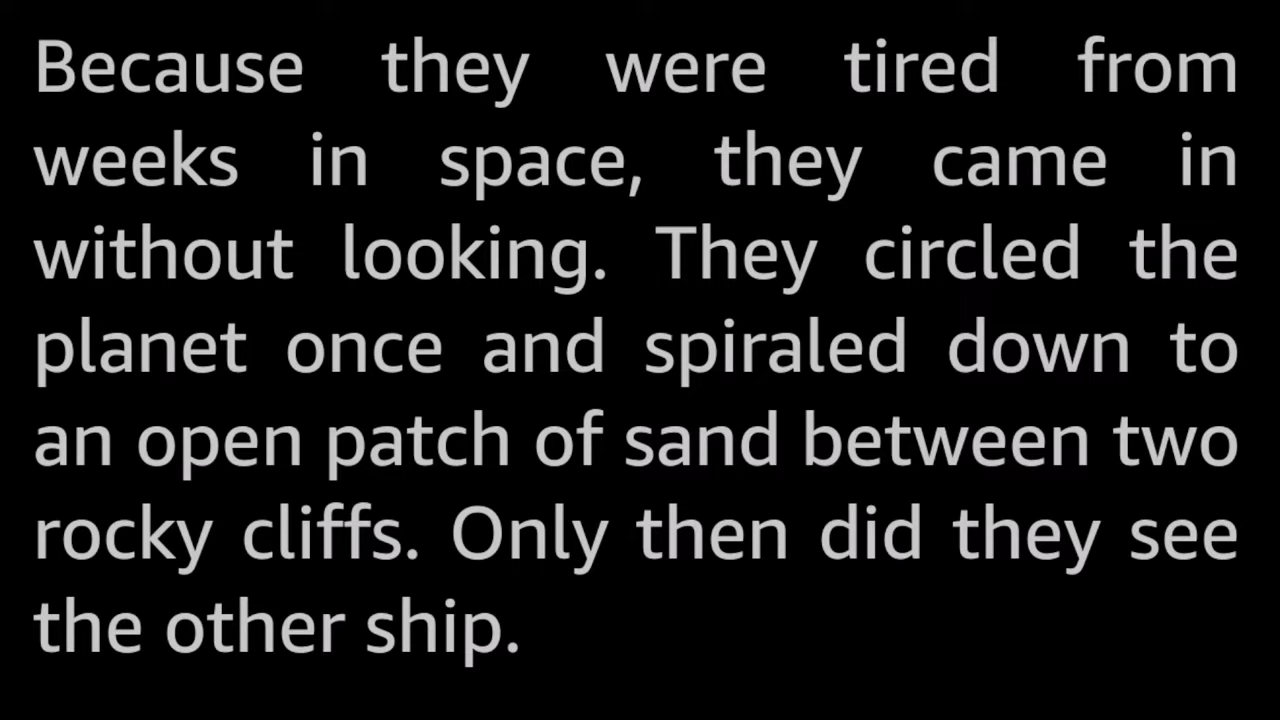 Because they were tired from
weeks in space, they came in
without looking. They circled the
planet once and spiraled down to
an open patch of sand between two
rocky cliffs. Only then did they see
the other ship.